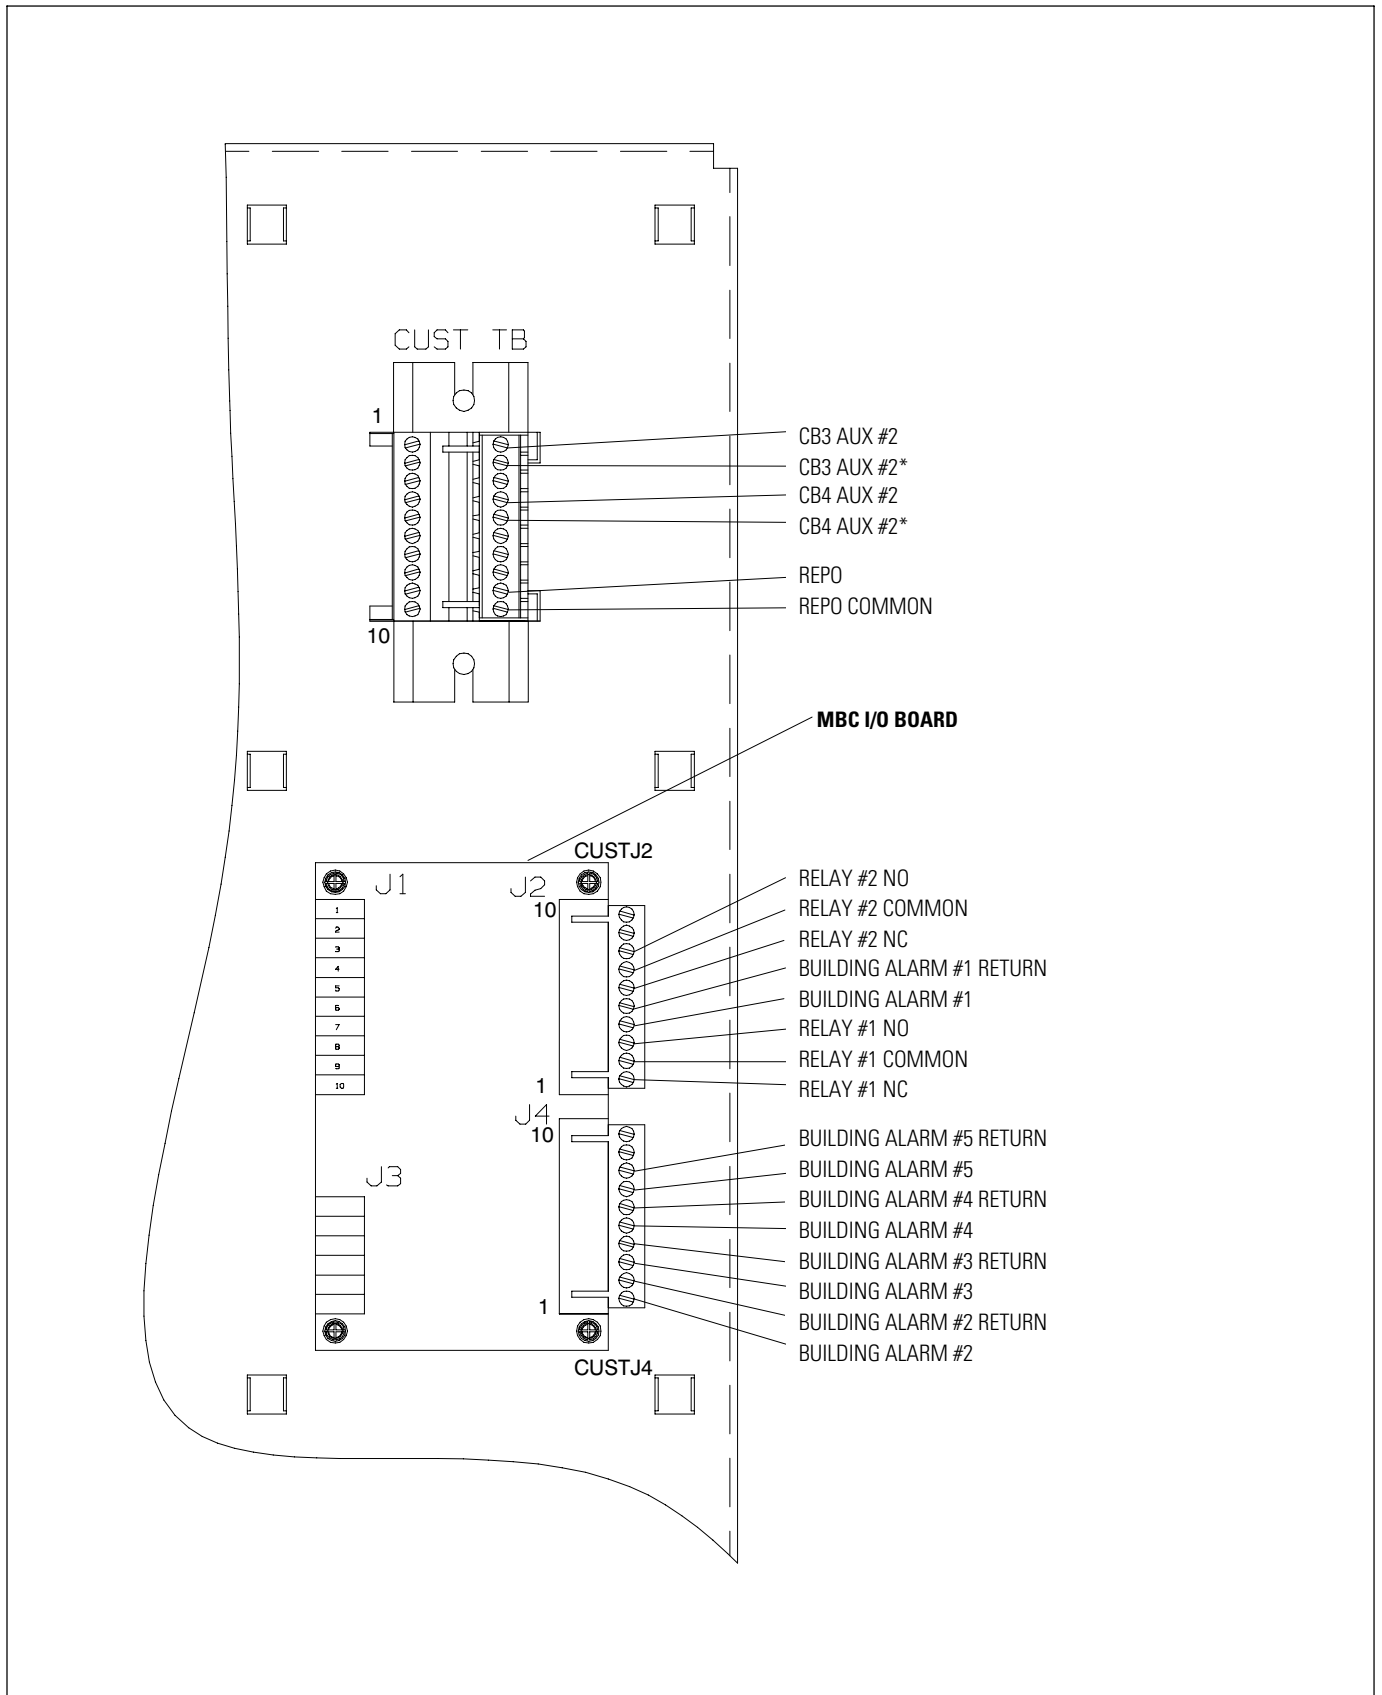 CUST TB
1
CB3 AUX #2
CB3 AUX #2*
CB4 AUX #2
CB4 AUX #2*
REPO
REPO COMMON
10
MBC I/O BOARD
CUSTJ2
J1
J2
10
1
2
3
4
5
6
7
8
9
10
1
RELAY #2 NO
RELAY #2 COMMON
RELAY #2 NC
BUILDING ALARM #1 RETURN
BUILDING ALARM #1
RELAY #1 NO
RELAY #1 COMMON
RELAY #1 NC
J4
10
J3
1
BUILDING ALARM #5 RETURN
BUILDING ALARM #5
BUILDING ALARM #4 RETURN
BUILDING ALARM #4
BUILDING ALARM #3 RETURN
BUILDING ALARM #3
BUILDING ALARM #2 RETURN
BUILDING ALARM #2
CUSTJ4